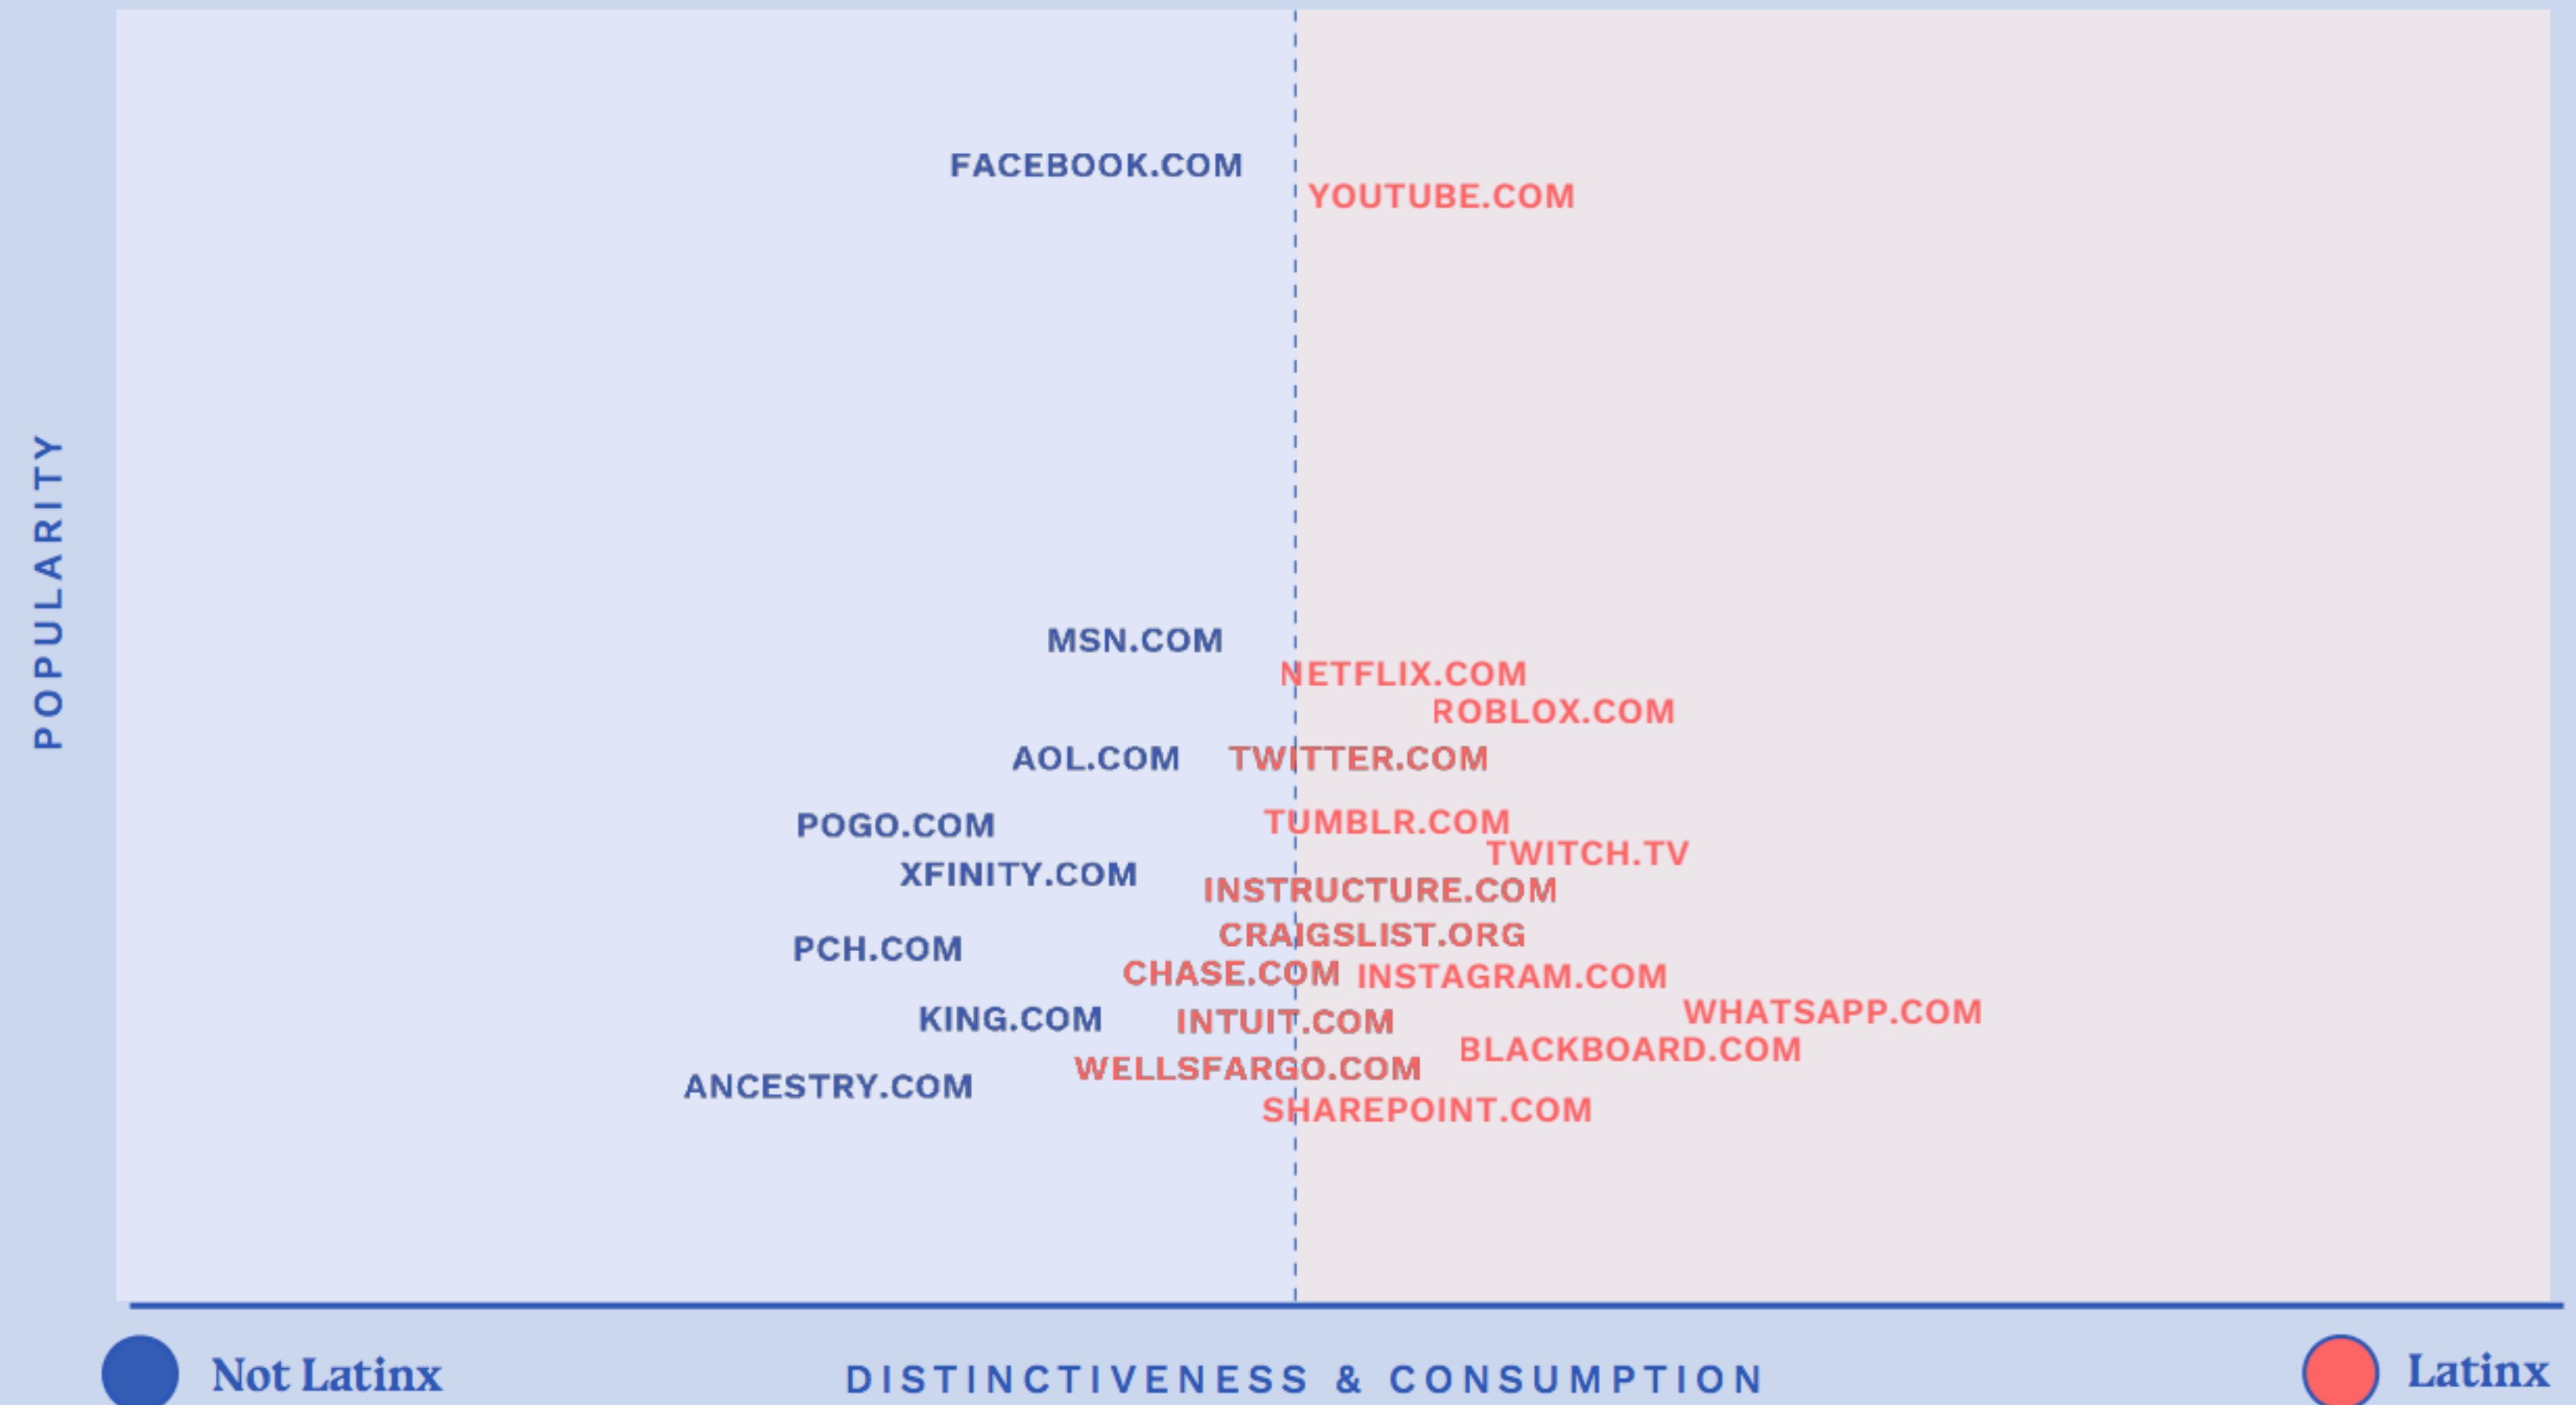 POPULARITY
FACEBOOK.COM
YOUTUBE.COM
MSN.COM
NETFLIX.COM
ROBLOX.COM
AOL.COM
TWITTER.COM
POGO.COM
TUMBLR.COM
TWITCH.TV
XFINITY.COM
INSTRUCTURE.COM
CRAIGSLIST.ORG
PCH.COM
CHASE.COM
INSTAGRAM.COM
WHATSAPP.COM
KING.COM
INTUIT.COM
BLACKBOARD.COM
WELLSFARGO.COM
ANCESTRY.COM
SHAREPOINT.COM
Not Latinx
DISTINCTIVENESS & CONSUMPTION
Latinx